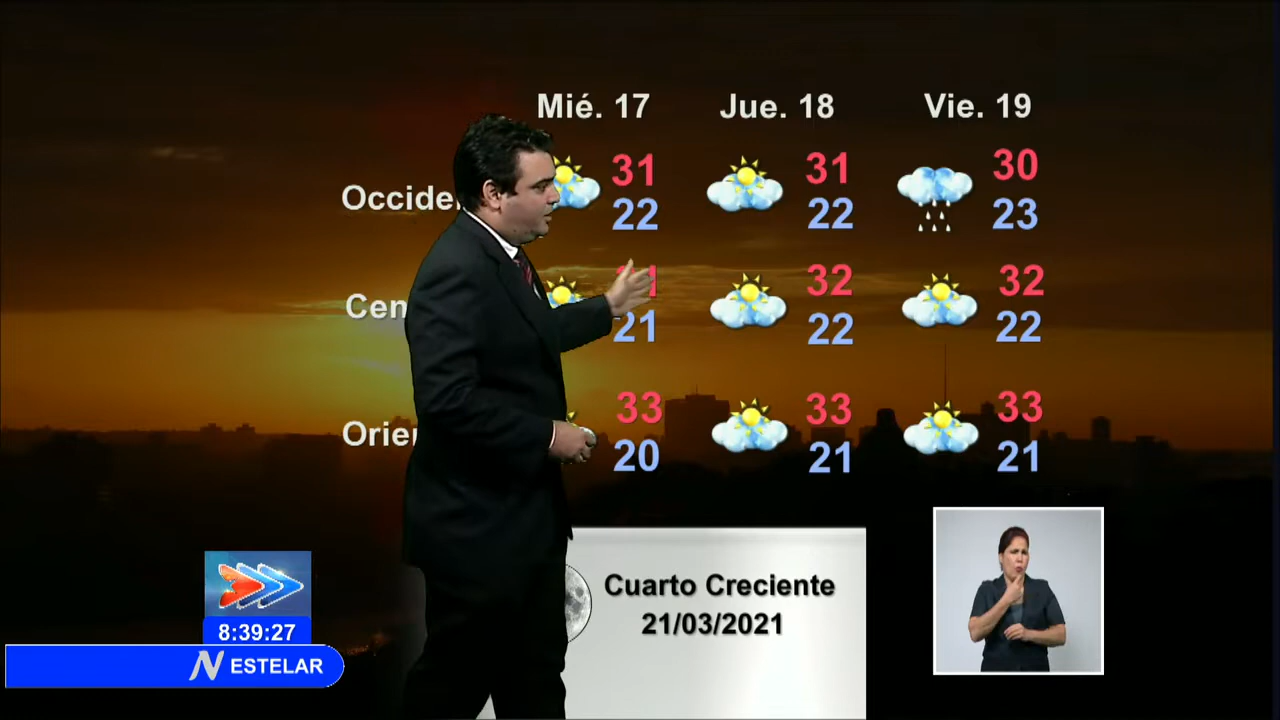 Mié. 17 Jue. 18 Vie. 19
31 31 30
22 22 23
32 32
Cen
21 22 22
33 33 33
20 21 21
Cuarto Creciente
21/03/2021
8:39:27
N ESTELAR